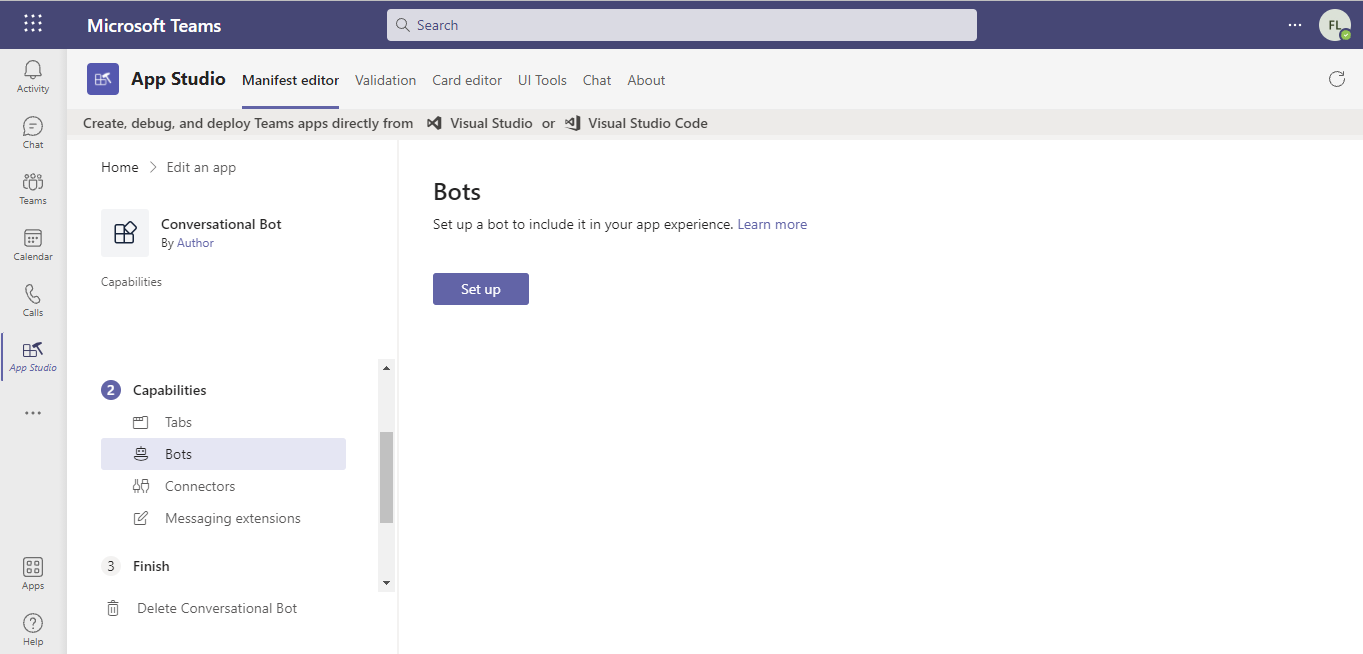 Microsoft Teams
Search
FL
Activity
Chat
Teams
Calendar
Calls
App Studio
Apps
Help
App Studio Manifest editor Validation Card editor UI Tools Chat About
Create, debug, and deploy Teams apps directly from Visual Studio or Visual Studio Code
Home > Edit an app
Conversational Bot
By Author
Capabilities
2 Capabilities
Tabs
Bots
Connectors
Messaging extensions
3 Finish
Delete Conversational Bot
Bots
Set up a bot to include it in your app experience. Learn more
Set up